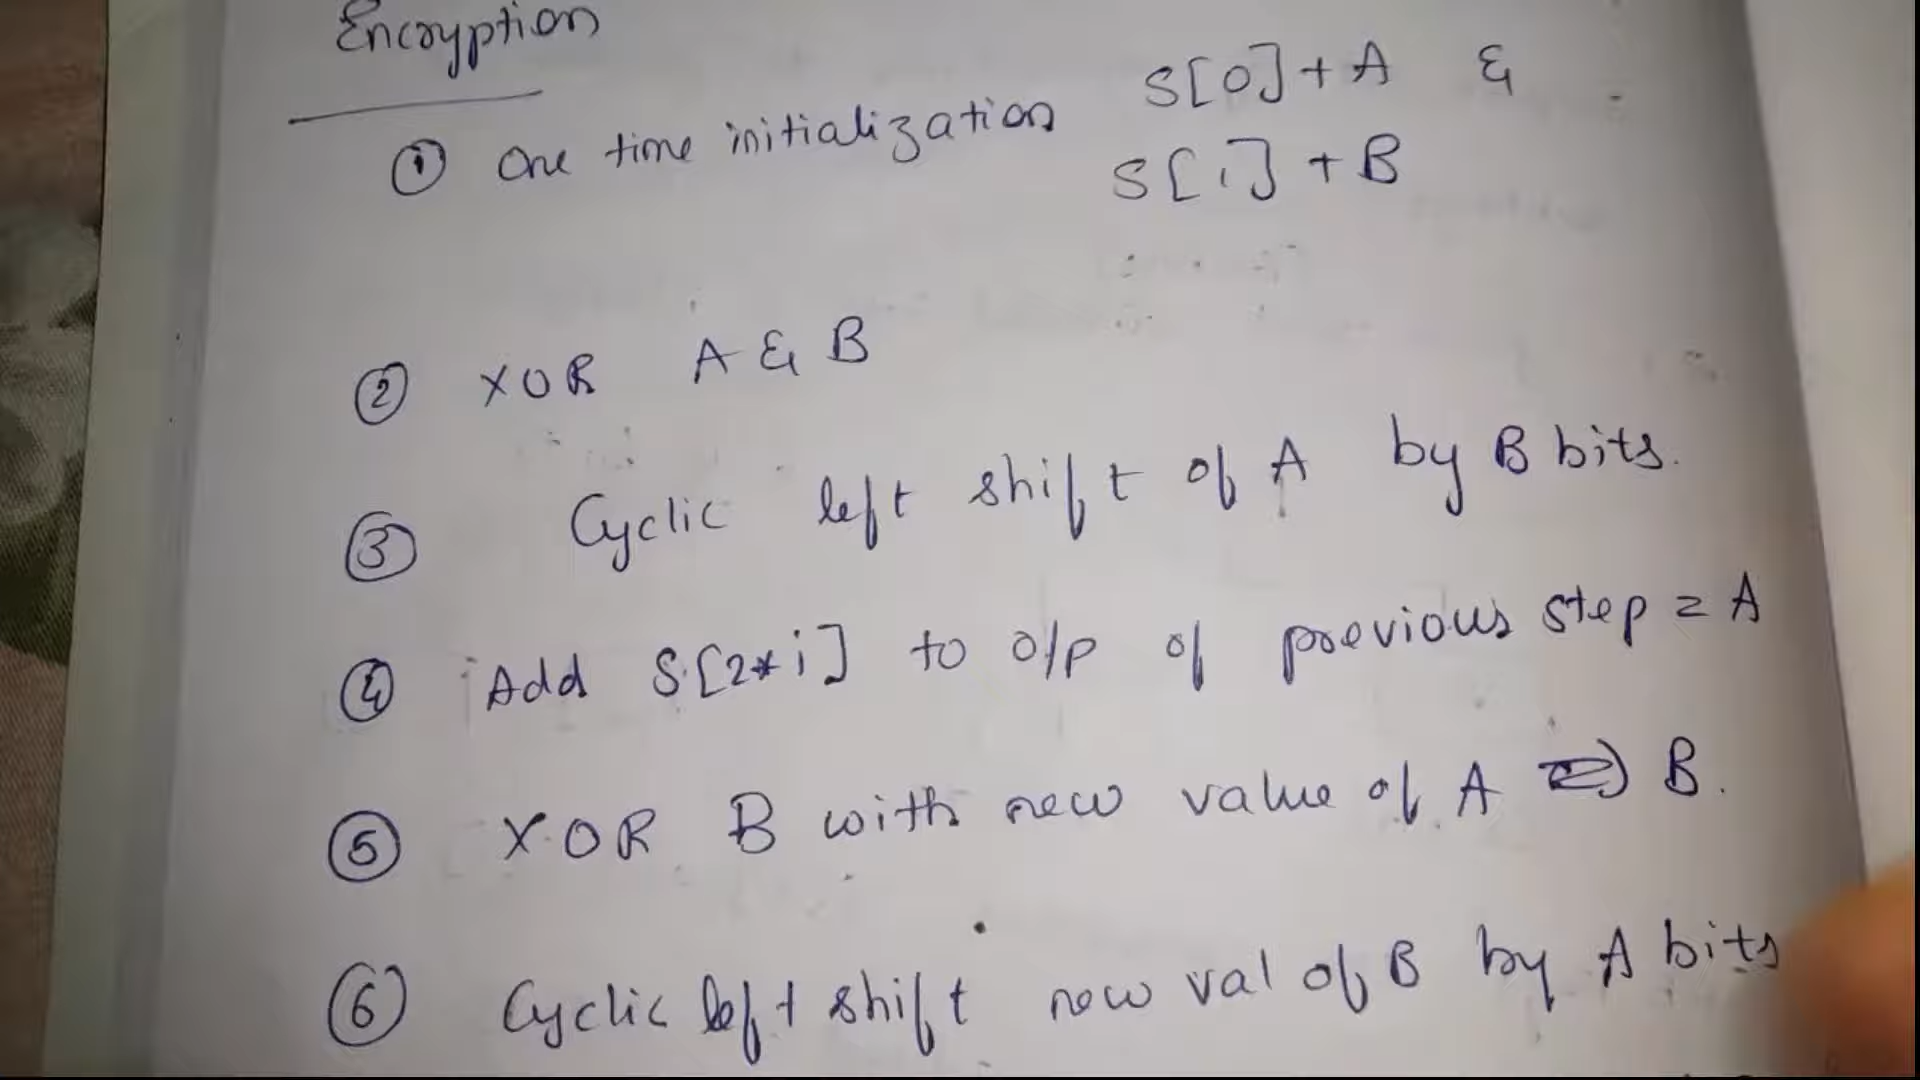 Encryption
① One time initialization S[0] + A &
S[i] + B
② XOR A & B
③ Cyclic left shift of A by B bits.
④ Add S[2*i] to o/p of previous step = A
⑤ XOR B with new value of A => B.
⑥ Cyclic left shift new val of B by A bits